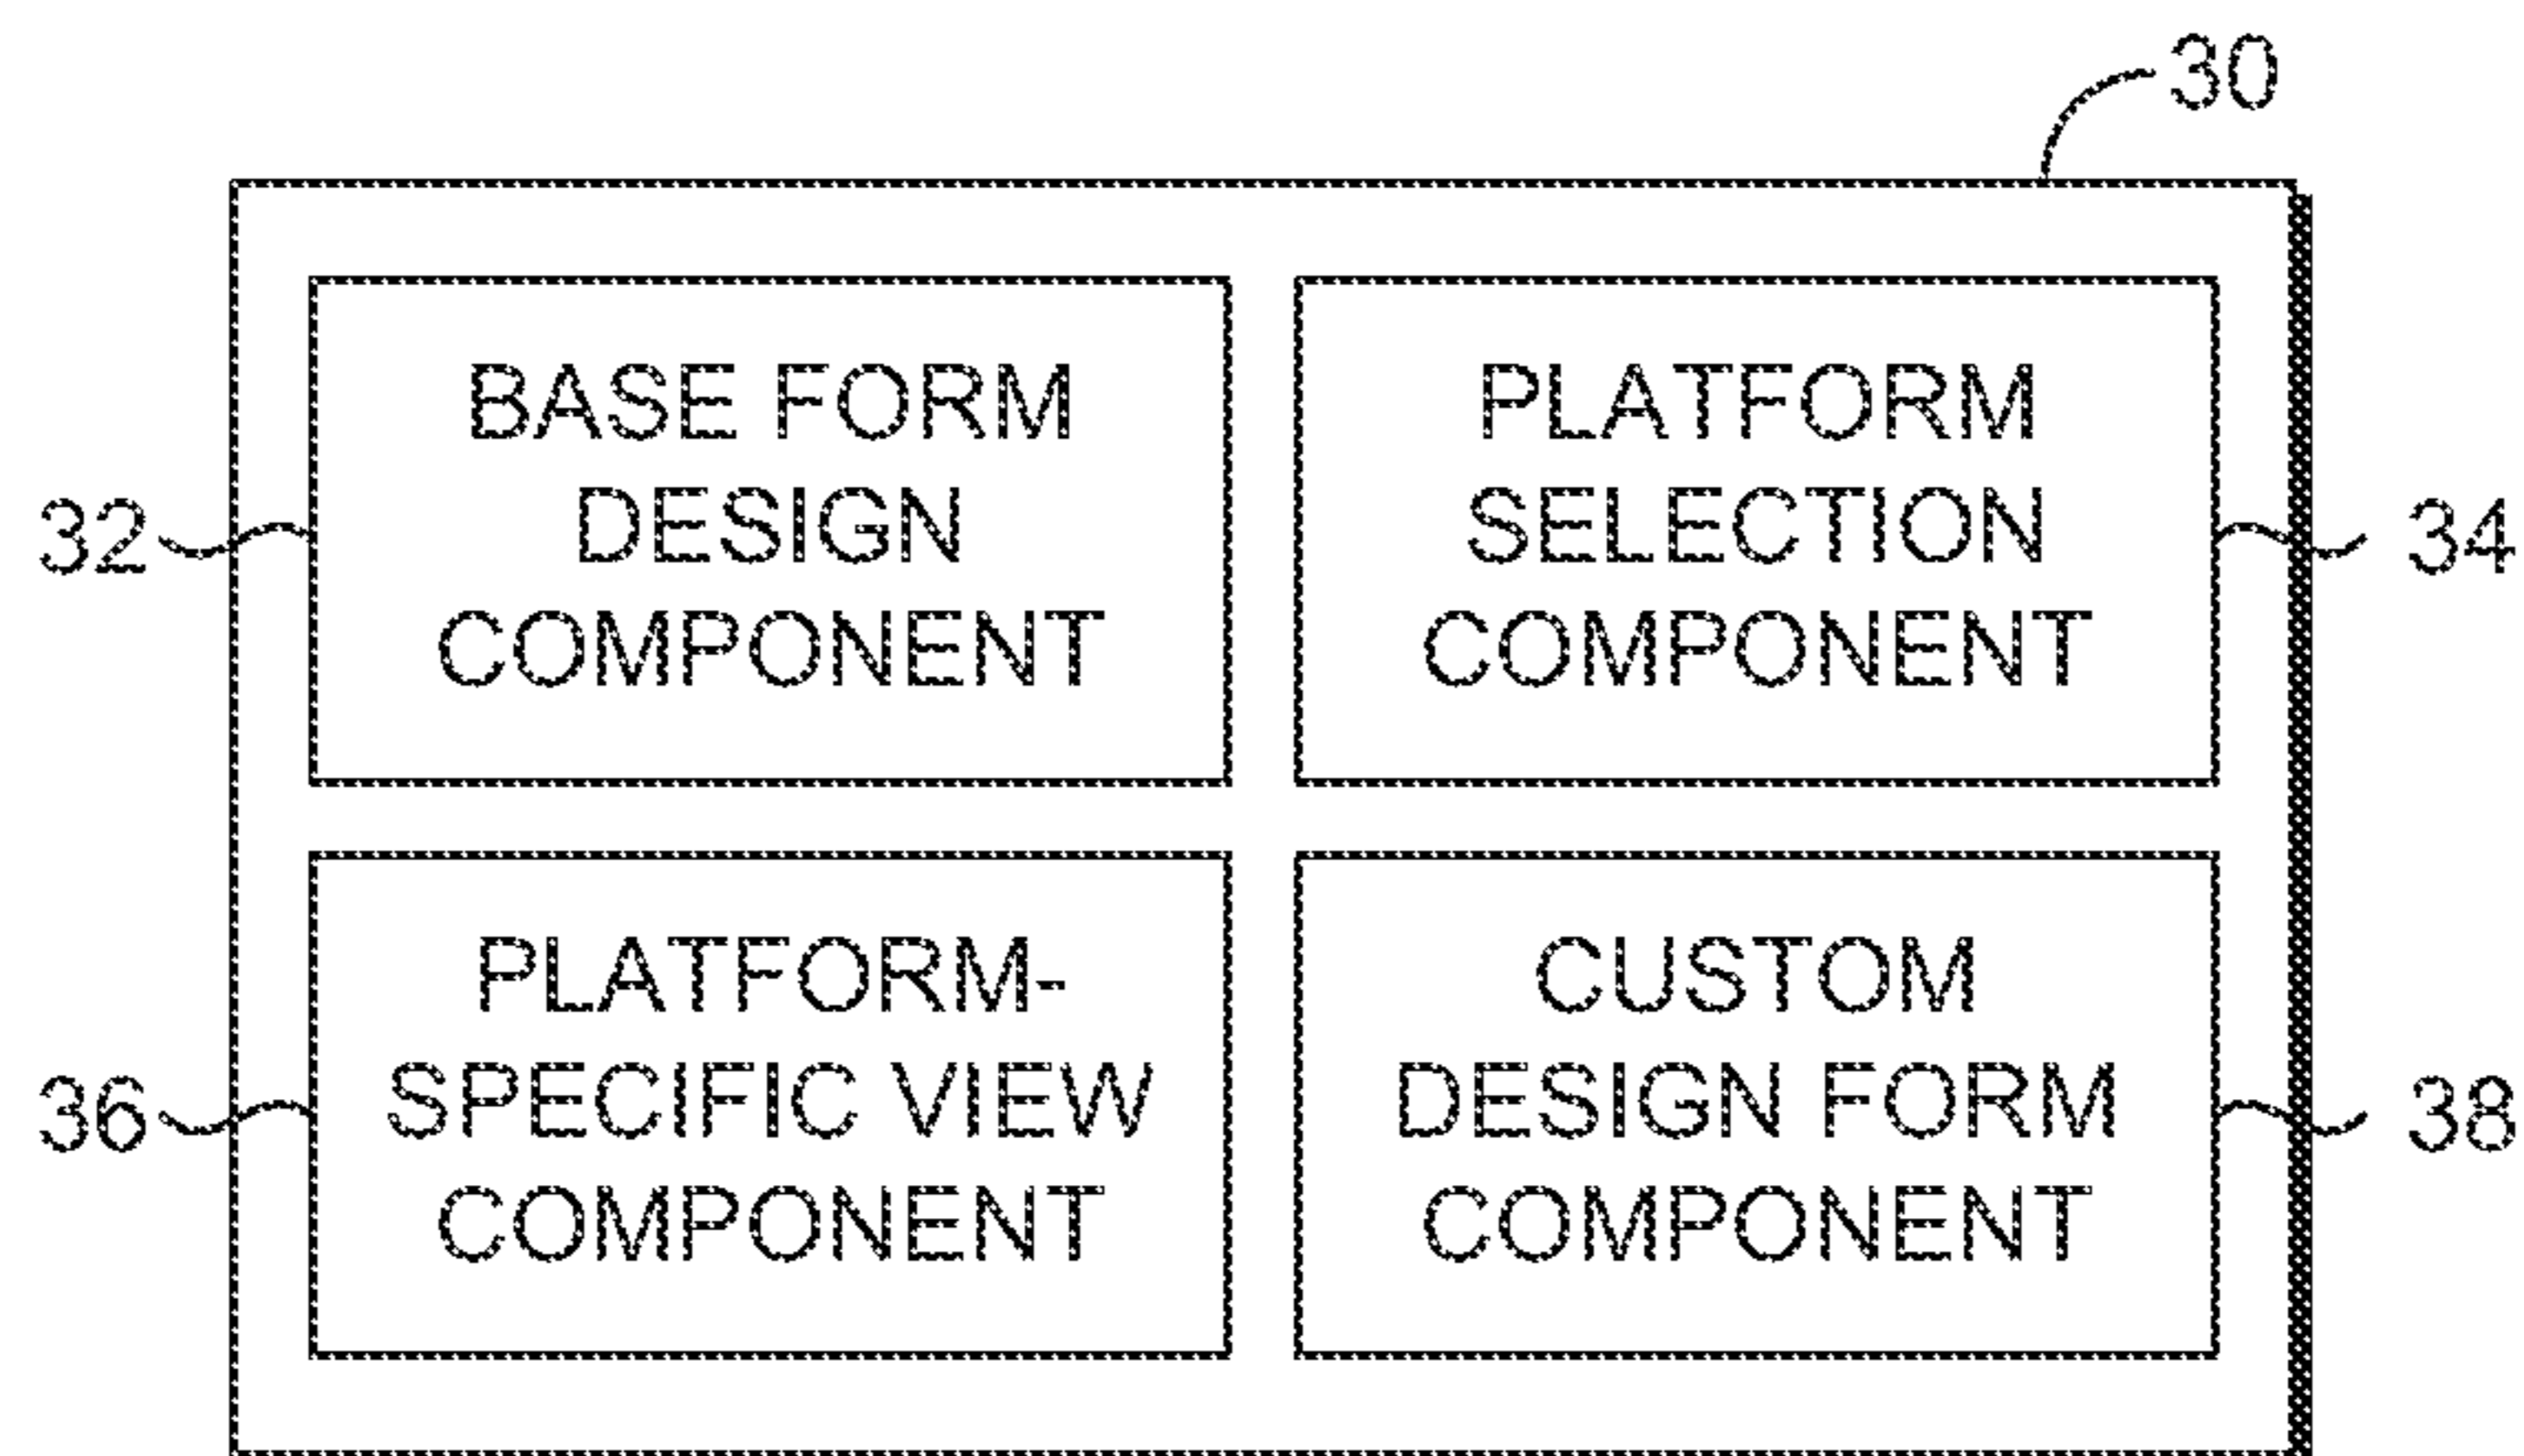 30
BASE FORM
DESIGN
COMPONENT
32
PLATFORM
SELECTION
COMPONENT
34
PLATFORM-
SPECIFIC VIEW
COMPONENT
36
CUSTOM
DESIGN FORM
COMPONENT
38